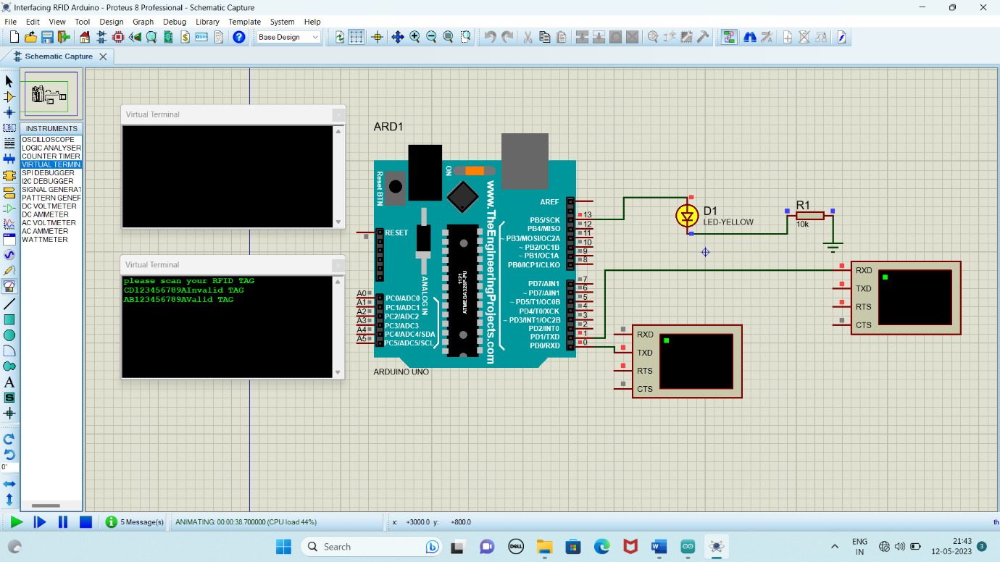 Interfacing RFID Arduino - Proteus 8 Professional - Schematic Capture
File Edit View Tool Design Graph Debug Library Template System Help
Base Design
Schematic Capture
INSTRUMENTS
OSCILLOSCOPE
LOGIC ANALYSER
COUNTER TIMER
VIRTUAL TERMIN
SPI DEBUGGER
I2C DEBUGGER
SIGNAL GENERAT
PATTERN GENEF
DC VOLTMETER
DC AMMETER
AC VOLTMETER
AC AMMETER
WATTMETER
LBL
A
S
0°
Virtual Terminal
Virtual Terminal
please scan your RFID TAG
CD123456789AInvalid TAG
AB123456789AValid TAG
ARD1
Reset BTN
ON
www.TheEngineeringProjects.com
RESET
ANALOG IN
1121
ATMEGA328P-PU
A0 PC0/ADC0
A1 PC1/ADC1
A2 PC2/ADC2
A3 PC3/ADC3
A4 PC4/ADC4/SDA
A5 PC5/ADC5/SCL
AREF
PB5/SCK 13
PB4/MISO 12
~ PB3/MOSI/OC2A 11
~ PB2/OC1B 10
~ PB1/OC1A 9
PB0/ICP1/CLKO 8
PD7/AIN1 7
~ PD7/AIN1 6
~ PD5/T1/OC0B 5
PD4/T0/XCK 4
~ PD3/INT1/OC2B 3
PD2/INT0 2
PD1/TXD 1
PD0/RXD 0
ARDUINO UNO
D1
LED-YELLOW
R1
10k
RXD
TXD
RTS
CTS
RXD
TXD
RTS
CTS
5 Message(s)
ANIMATING: 00:00:38.700000 (CPU load 44%)
x: +3000.0 y: +800.0
th
Search
DELL
ENG
IN
21:43
12-05-2023
3